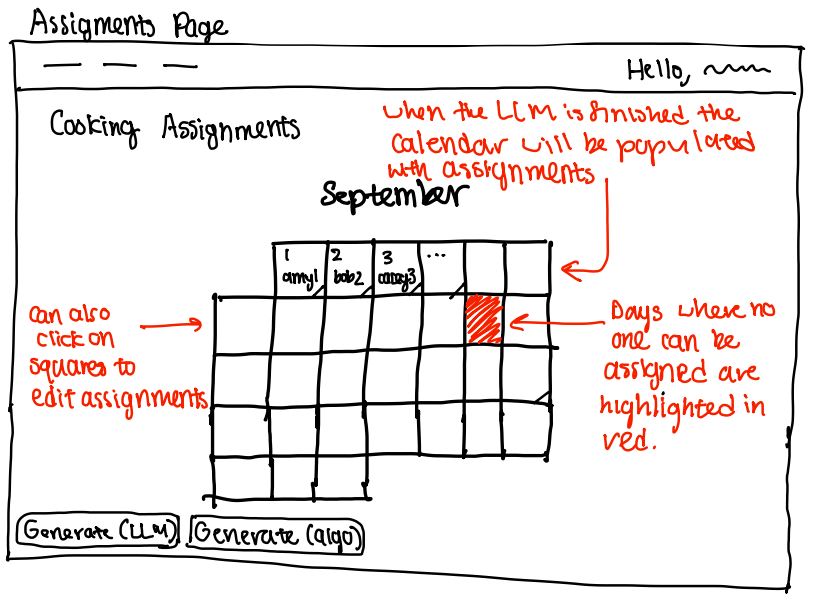 Assigments Page
Hello,
Cooking Assignments
when the LLM is finished the
calendar will be populated
with assignments
September
1 2 3 ...
amy1 bob2 3
can also
click on
squares to
edit assignments
Days where no
one can be
assigned are
highlighted in
red.
Generate (LLM) Generate (algo)